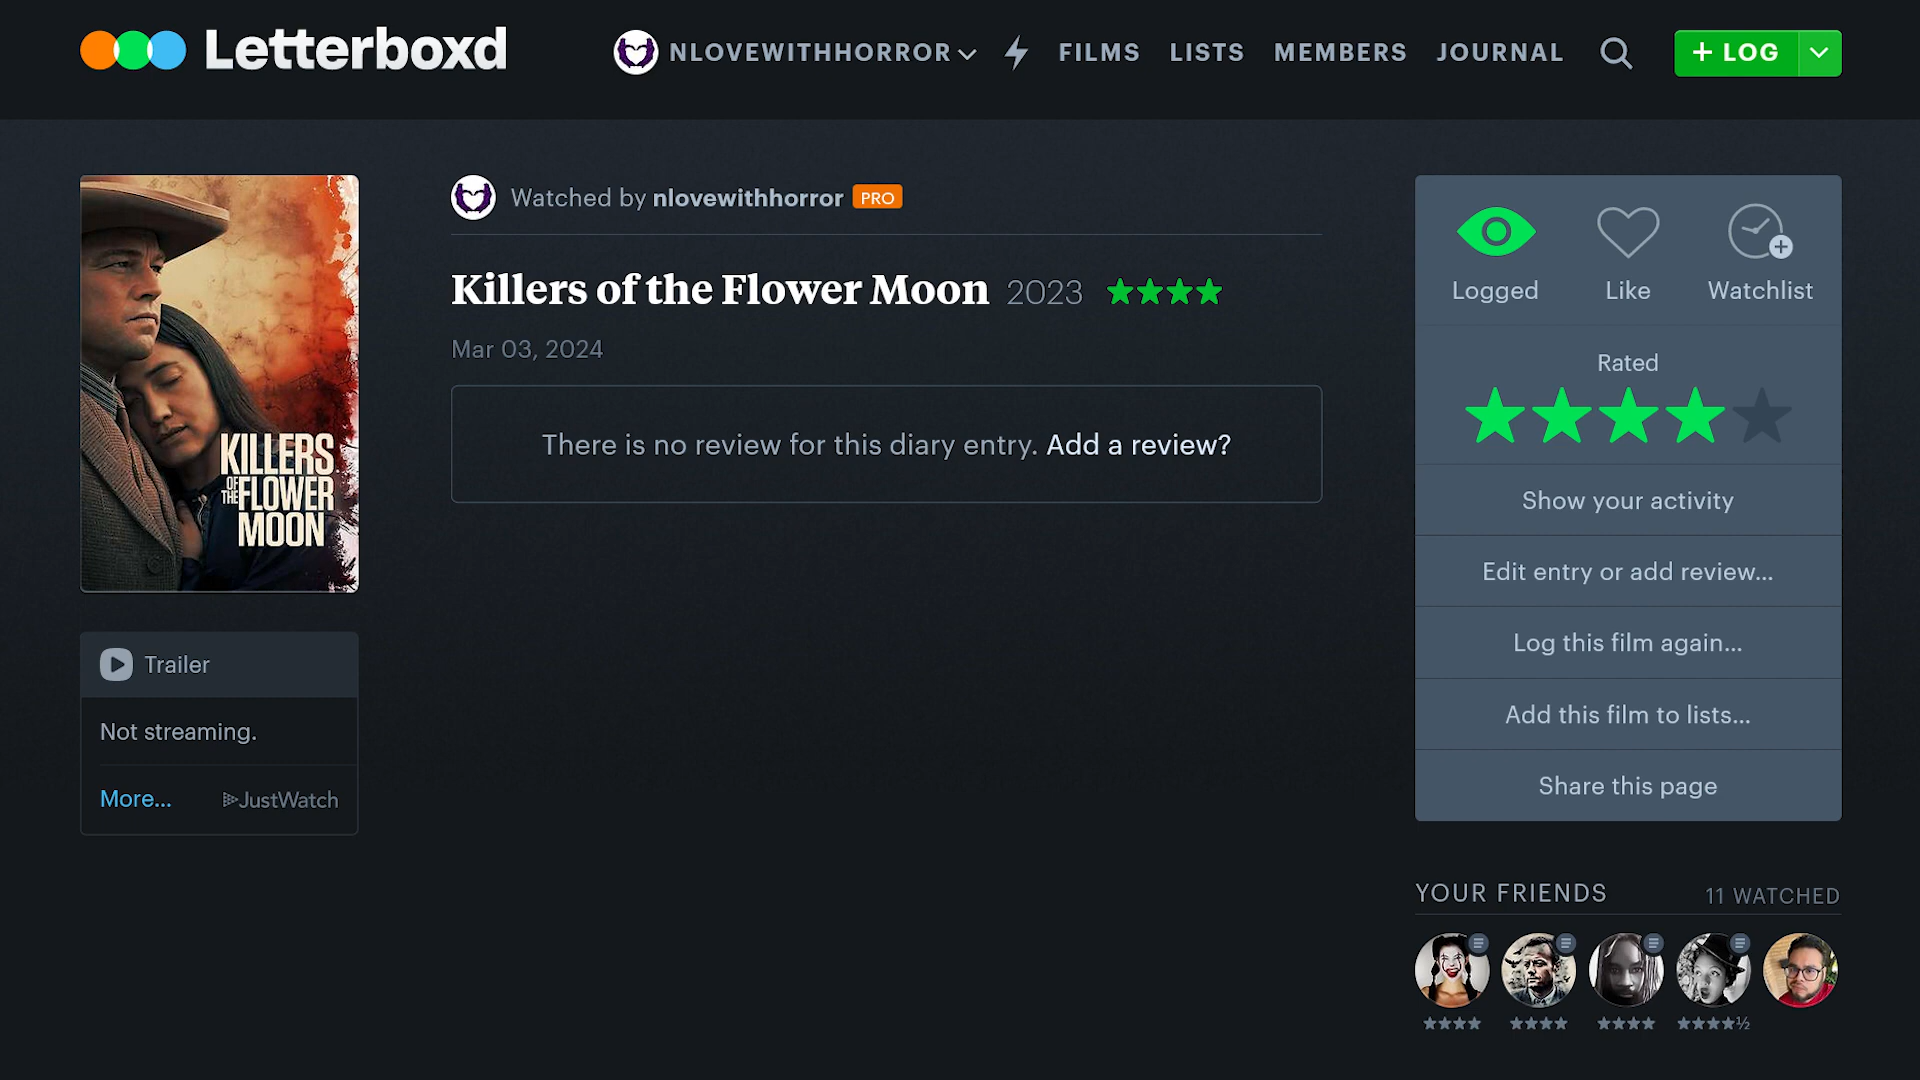 Letterboxd
NLOVEWITHHORROR
FILMS
LISTS
MEMBERS
JOURNAL
+ LOG
KILLERS
OF THE FLOWER
MOON
Trailer
Not streaming.
More...
JustWatch
Watched by nlovewithhorror PRO
Killers of the Flower Moon 2023 ★★★★
Mar 03, 2024
There is no review for this diary entry. Add a review?
Logged
Like
Watchlist
Rated
Show your activity
Edit entry or add review...
Log this film again...
Add this film to lists...
Share this page
YOUR FRIENDS
11 WATCHED
★★★★ ★★★★ ★★★★ ★★★★½